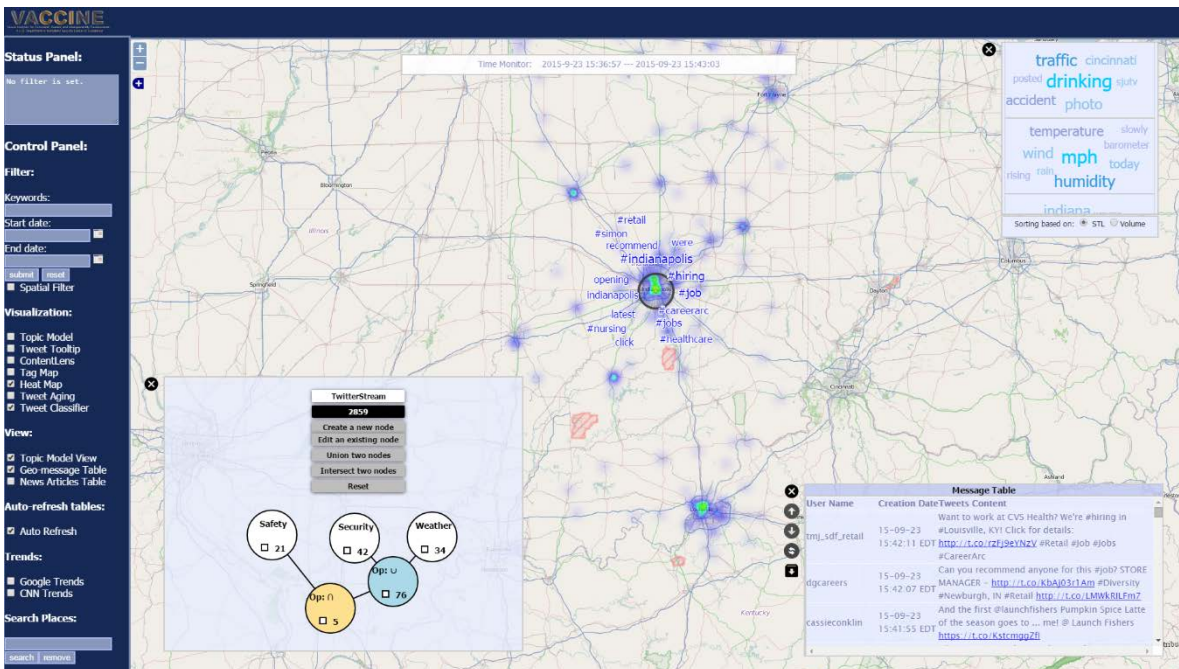 VACCINE
Status Panel:
No filter is set.
Control Panel:
Filter:
Keywords:
Start date:
End date:
submit reset
Spatial Filter
Visualization:
Topic Model
Tweet Tooltip
ContentLens
Tag Map
Heat Map
Tweet Aging
Tweet Classifier
View:
Topic Model View
Geo-message Table
News Articles Table
Auto-refresh tables:
Auto Refresh
Trends:
Google Trends
CNN Trends
Search Places:
search remove
Time Monitor: 2015-9-23 15:36:57 --- 2015-09-23 15:43:03
traffic cincinnati
posted drinking sjutv
accident photo
temperature slowly
barometer
wind mph today
rising rain humidity
indiana
Sorting based on: STL Volume
Fort Wayne
Peoria
Bloomington
Illinois
Springfield
Columbus
Dayton
Cincinnati
Ashland
Kentucky
#retail
#simon
recommend were
#indianapolis
opening #hiring
Indianapolis #job
latest #careerarc
#nursing #jobs
click #healthcare
TwitterStream
2859
Create a new node
Edit an existing node
Union two nodes
Intersect two nodes
Reset
Safety
21
Security
42
Weather
34
Op: ∪
76
Op: ∩
5
Message Table
User Name Creation Date Tweets Content
tmj_sdf_retail 15-09-23 15:42:11 EDT Want to work at CVS Health? We're #hiring in
#Louisville, KY! Click for details:
http://t.co/rzFj9eYNzV #Retail #Job #Jobs
#CareerArc
dgcareers 15-09-23 15:42:07 EDT Can you recommend anyone for this #job? STORE
MANAGER - http://t.co/KbAj03r1Am #Diversity
#Newburgh, IN #Retail http://t.co/LMWkRILFm7
cassieconklin 15-09-23 15:41:55 EDT And the first @launchfishers Pumpkin Spice Latte
of the season goes to ... me! @ Launch Fishers
https://t.co/KstcmggZfl